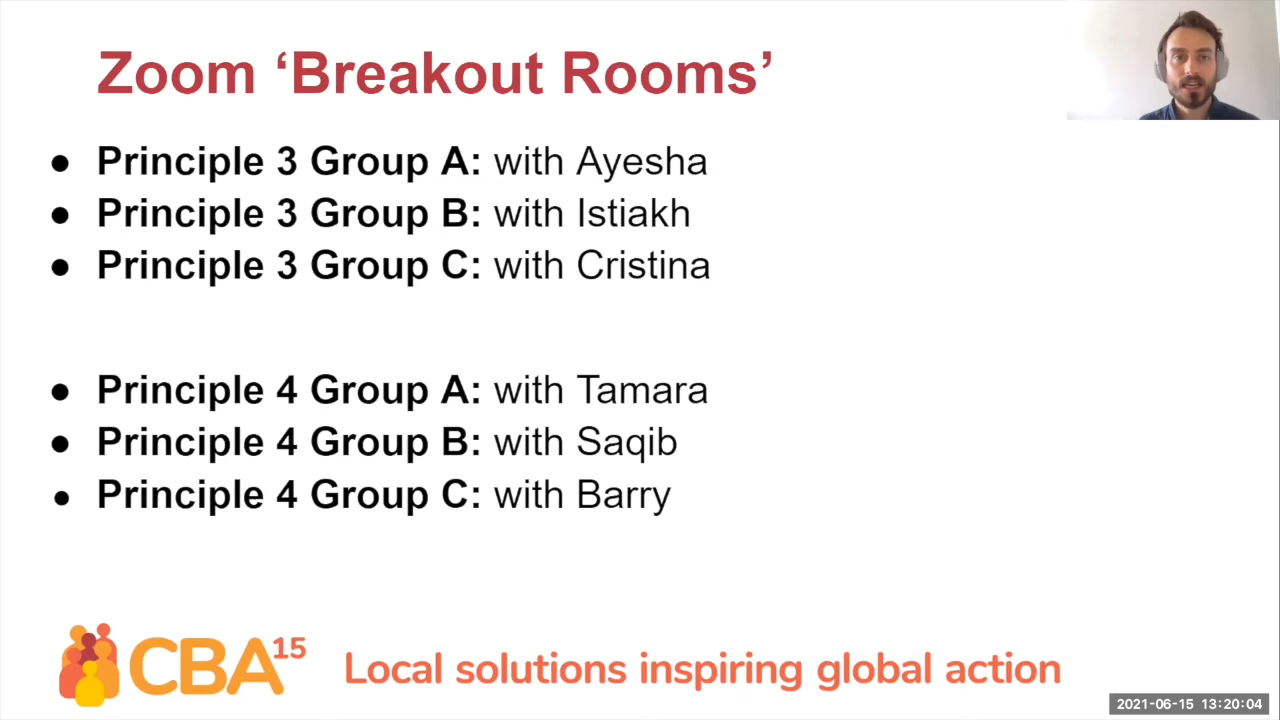 Zoom ‘Breakout Rooms’
● Principle 3 Group A: with Ayesha
● Principle 3 Group B: with Istiakh
● Principle 3 Group C: with Cristina
● Principle 4 Group A: with Tamara
● Principle 4 Group B: with Saqib
● Principle 4 Group C: with Barry
CBA15
Local solutions inspiring global action
2021-06-15 13:20:04